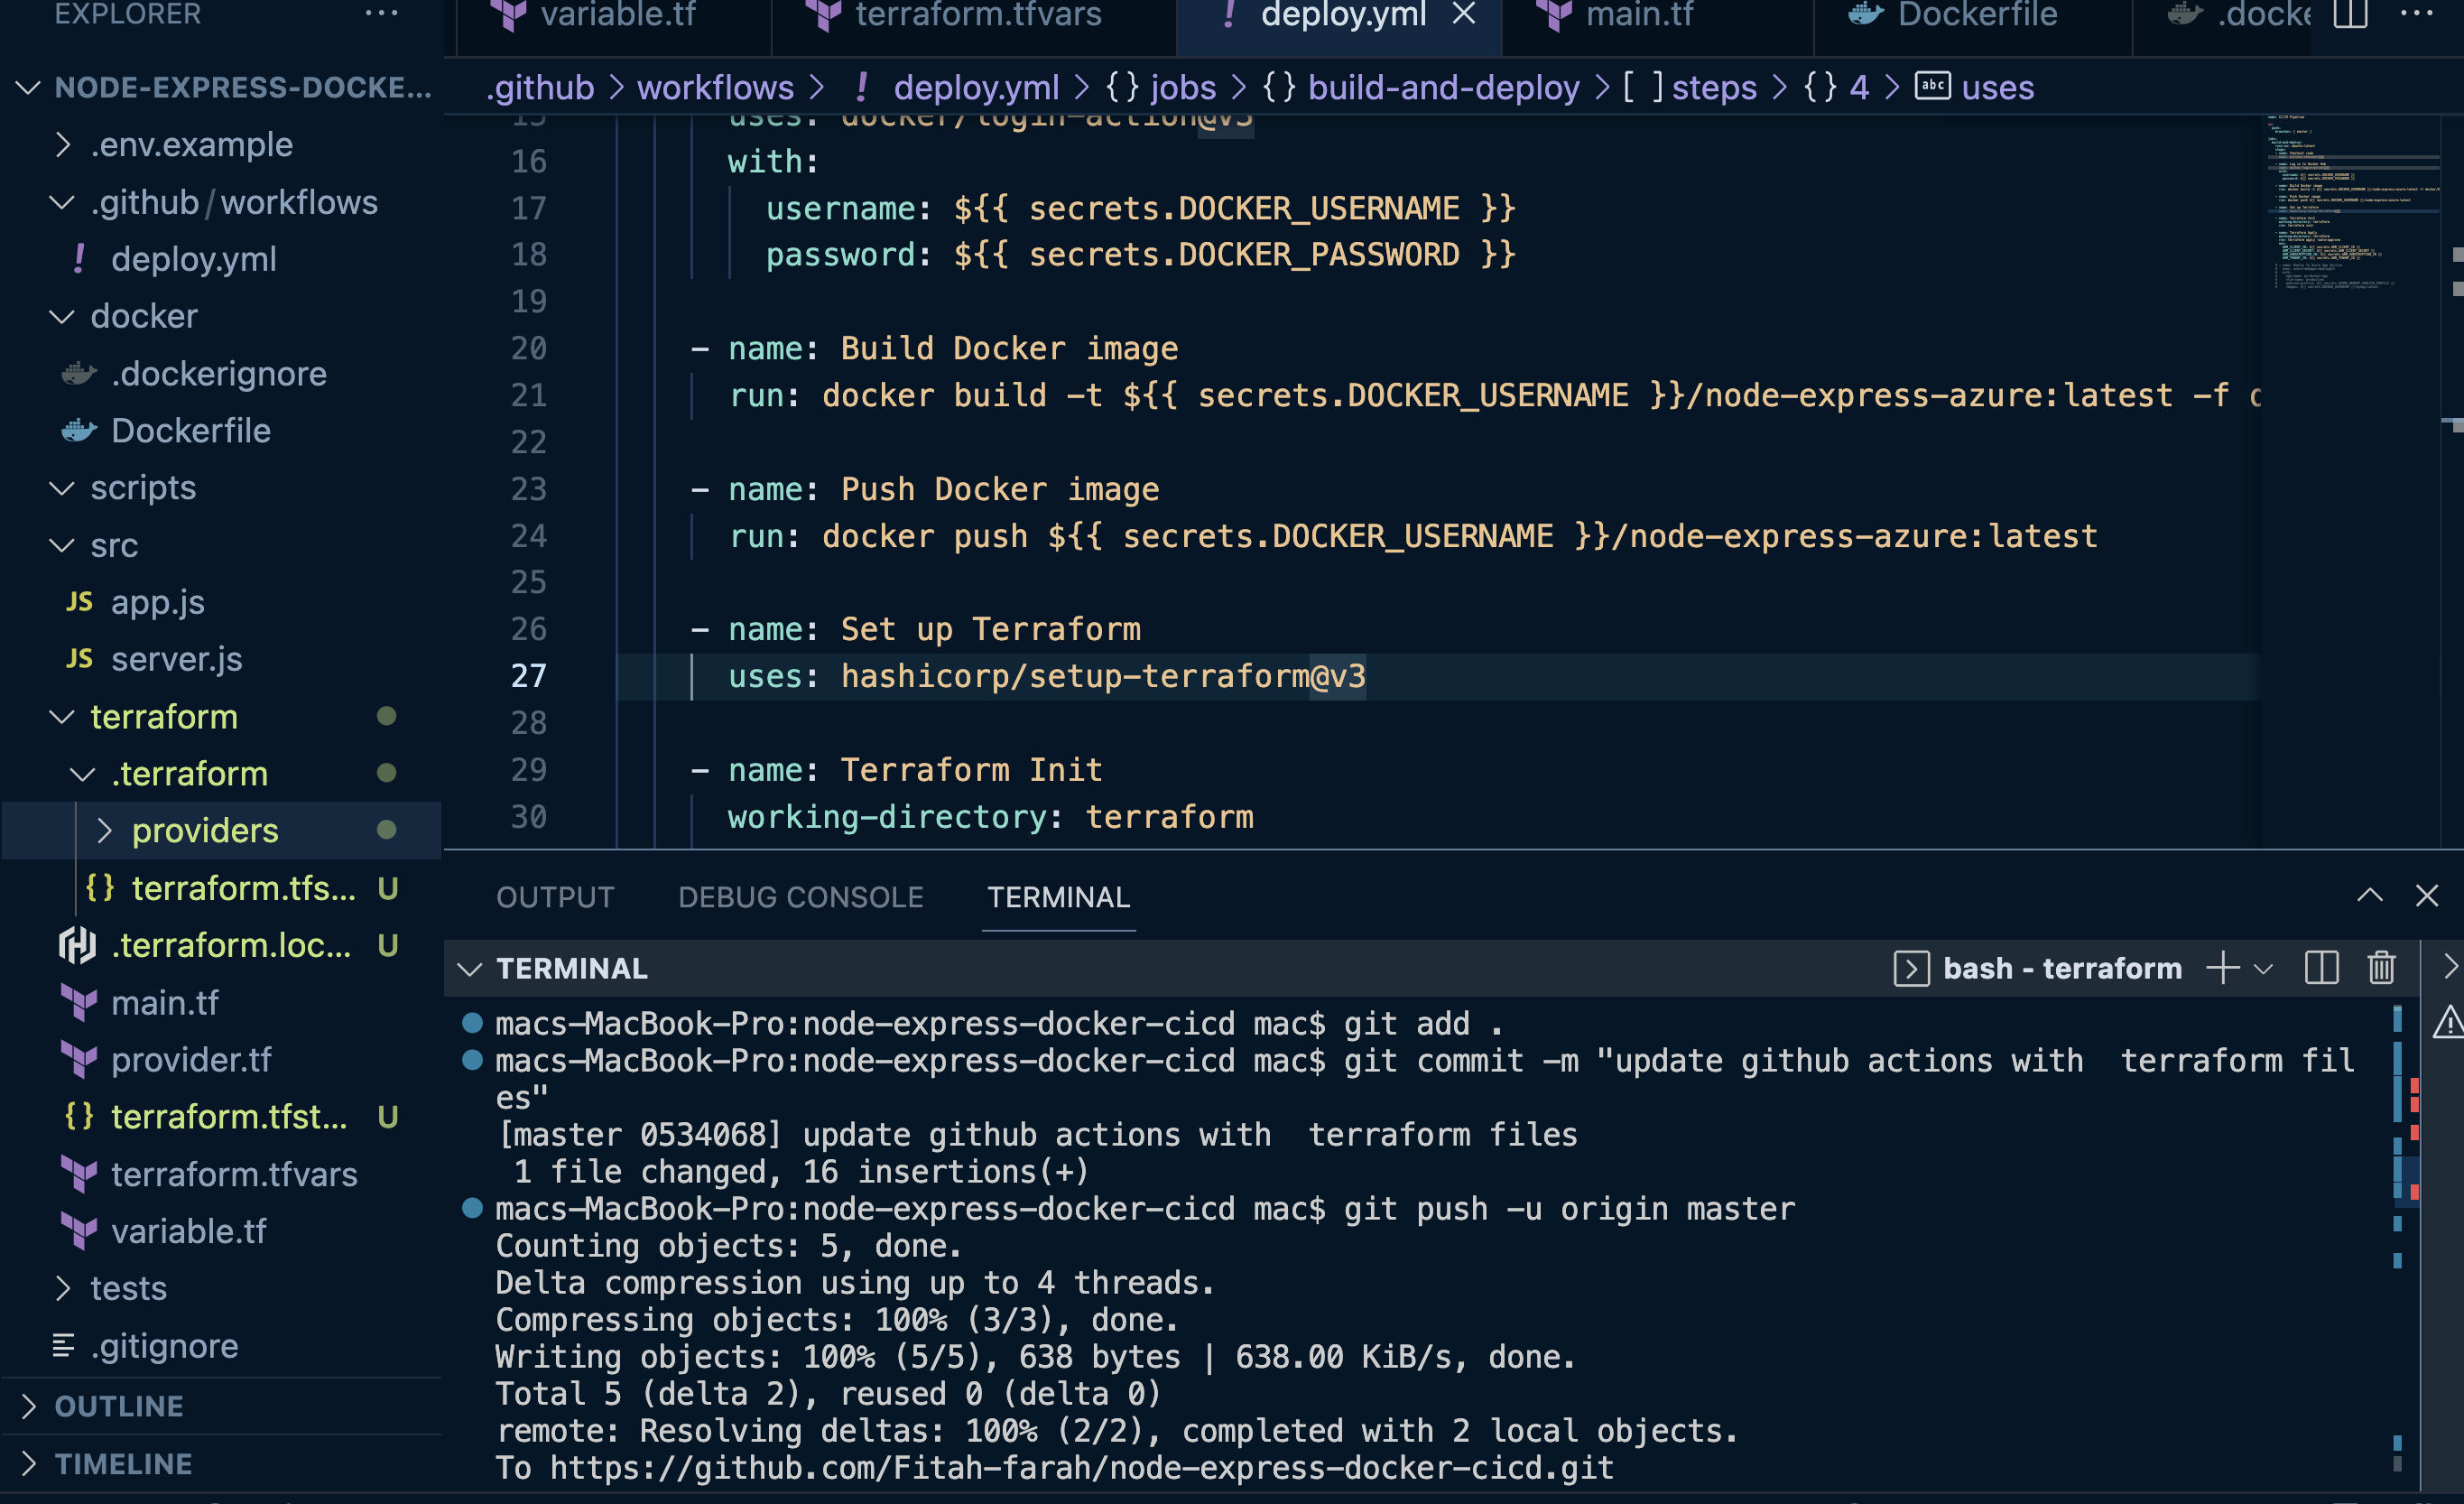 EXPLORER
variable.tf
terraform.tfvars
! deploy.yml
main.tf
Dockerfile
.docke
NODE-EXPRESS-DOCKE...
.env.example
.github/workflows
! deploy.yml
docker
.dockerignore
Dockerfile
scripts
src
JS app.js
JS server.js
terraform
.terraform
providers
{} terraform.tfs... U
.terraform.loc... U
main.tf
provider.tf
{} terraform.tfst... U
terraform.tfvars
variable.tf
tests
.gitignore
OUTLINE
TIMELINE
.github > workflows > ! deploy.yml > {} jobs > {} build-and-deploy > [ ] steps > {} 4 > abc uses
15 uses: docker/login-action@v3
16 with:
17 username: ${{ secrets.DOCKER_USERNAME }}
18 password: ${{ secrets.DOCKER_PASSWORD }}
19
20 - name: Build Docker image
21 run: docker build -t ${{ secrets.DOCKER_USERNAME }}/node-express-azure:latest -f
22
23 - name: Push Docker image
24 run: docker push ${{ secrets.DOCKER_USERNAME }}/node-express-azure:latest
25
26 - name: Set up Terraform
27 uses: hashicorp/setup-terraform@v3
28
29 - name: Terraform Init
30 working-directory: terraform
OUTPUT DEBUG CONSOLE TERMINAL
TERMINAL
bash - terraform
macs-MacBook-Pro:node-express-docker-cicd mac$ git add .
macs-MacBook-Pro:node-express-docker-cicd mac$ git commit -m "update github actions with  terraform fil
es"
[master 0534068] update github actions with  terraform files
1 file changed, 16 insertions(+)
macs-MacBook-Pro:node-express-docker-cicd mac$ git push -u origin master
Counting objects: 5, done.
Delta compression using up to 4 threads.
Compressing objects: 100% (3/3), done.
Writing objects: 100% (5/5), 638 bytes | 638.00 KiB/s, done.
Total 5 (delta 2), reused 0 (delta 0)
remote: Resolving deltas: 100% (2/2), completed with 2 local objects.
To https://github.com/Fitah-farah/node-express-docker-cicd.git